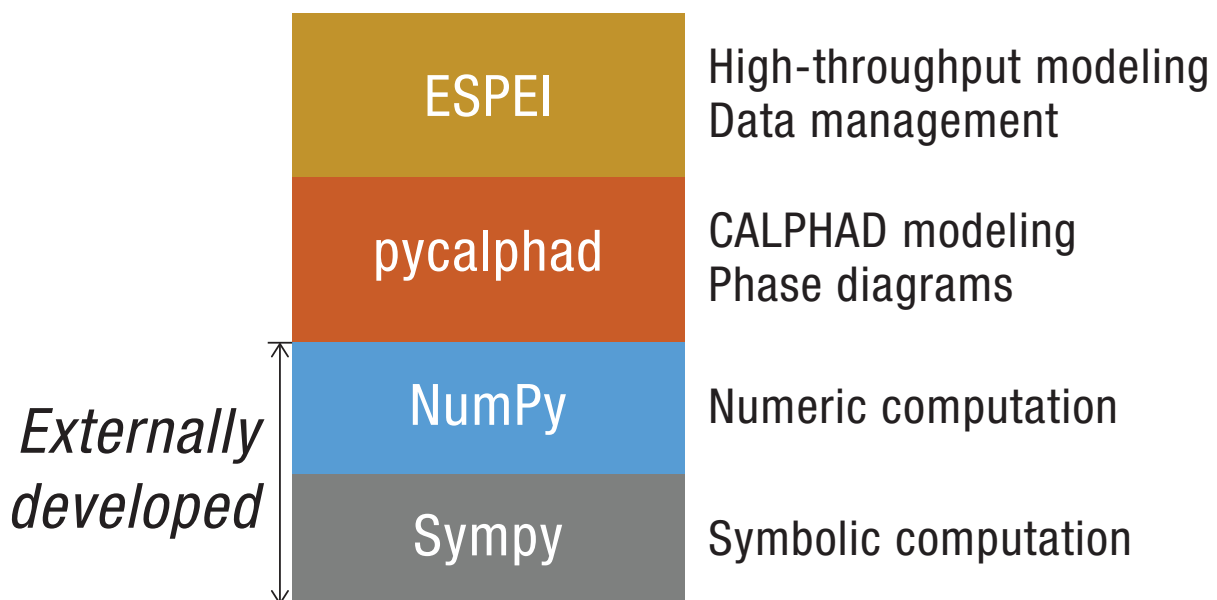 ESPEI
High-throughput modeling
Data management
pycalphad
CALPHAD modeling
Phase diagrams
NumPy
Numeric computation
Externally
developed
Sympy
Symbolic computation